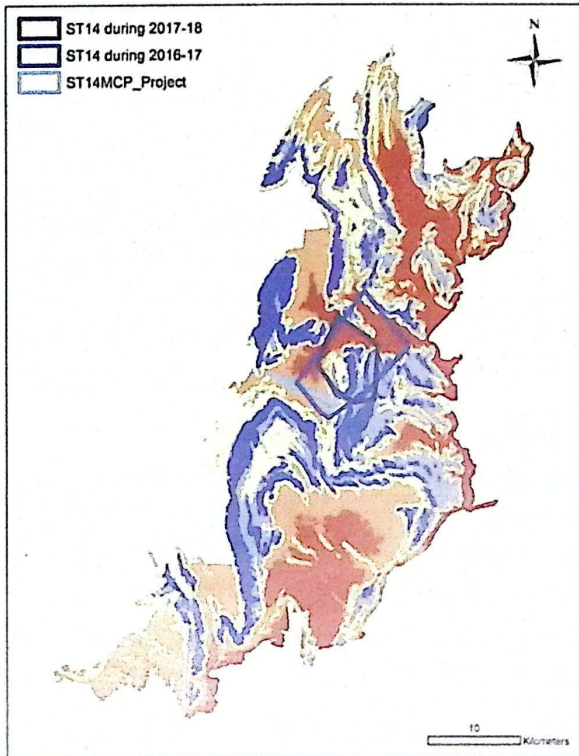 ST14 during 2017-18
ST14 during 2016-17
ST14MCP_Project
N
10
Kilometers